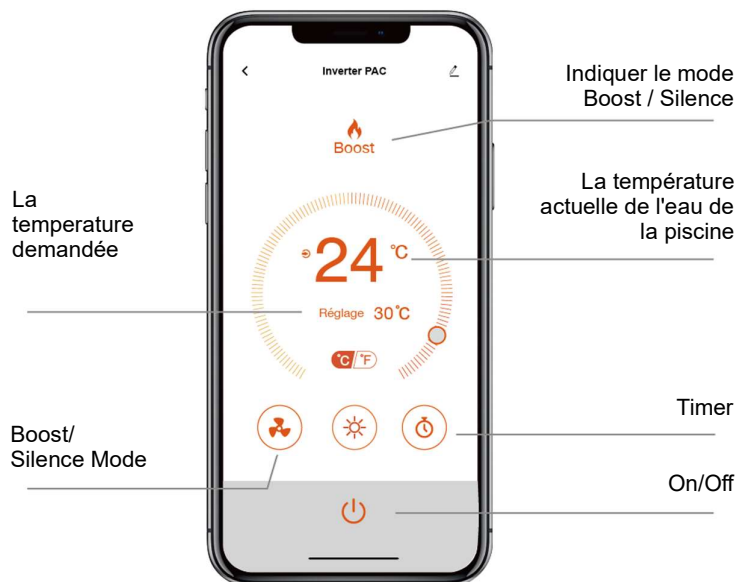 Inverter PAC
Indiquer le mode
Boost / Silence
Boost
La température
actuelle de l'eau de
la piscine
La
temperature
demandée
24 °C
Réglage 30°C
°C/°F
Timer
Boost/
Silence Mode
On/Off